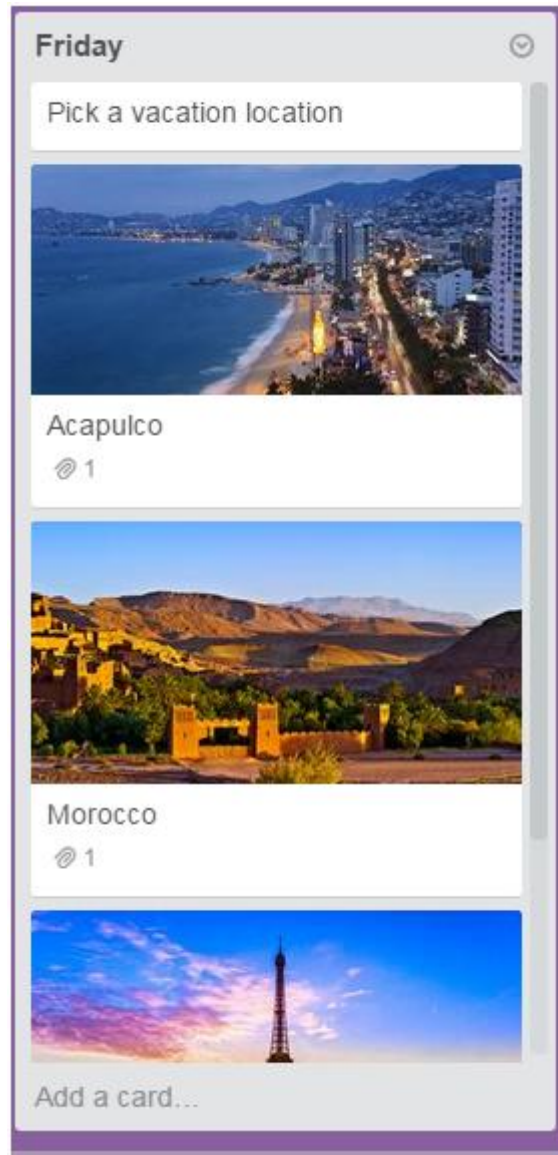 Friday
Pick a vacation location
Acapulco
1
Morocco
1
Add a card...